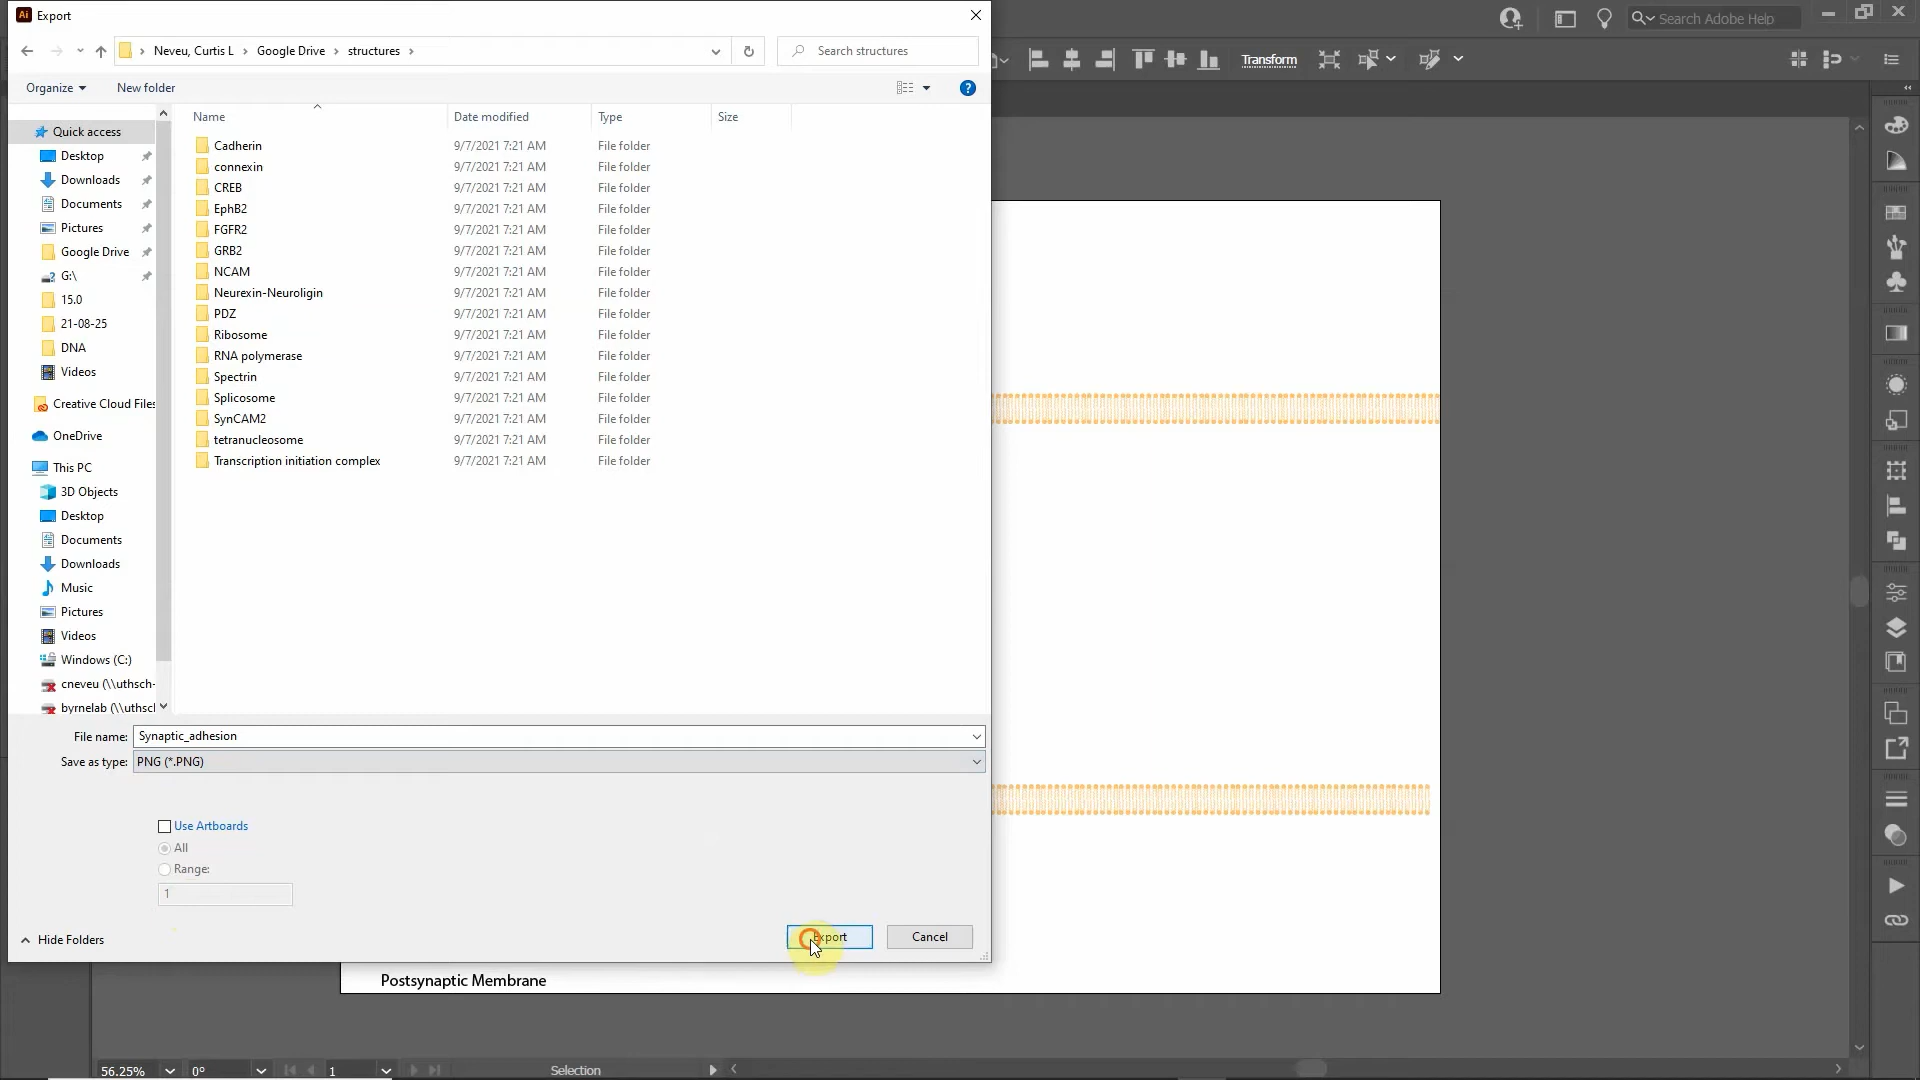 Ai Export
Search Adobe Help
Neveu, Curtis L > Google Drive > structures >
Search structures
Transform
Organize
New folder
?
Name Date modified Type Size
Quick access
Desktop
Downloads
Documents
Pictures
Google Drive
G:\
15.0
21-08-25
DNA
Videos
Creative Cloud Files
OneDrive
This PC
3D Objects
Desktop
Documents
Downloads
Music
Pictures
Videos
Windows (C:)
cneveu (\\uthsch-
byrnelab (\\uthscl
Cadherin 9/7/2021 7:21 AM File folder
connexin 9/7/2021 7:21 AM File folder
CREB 9/7/2021 7:21 AM File folder
EphB2 9/7/2021 7:21 AM File folder
FGFR2 9/7/2021 7:21 AM File folder
GRB2 9/7/2021 7:21 AM File folder
NCAM 9/7/2021 7:21 AM File folder
Neurexin-Neuroligin 9/7/2021 7:21 AM File folder
PDZ 9/7/2021 7:21 AM File folder
Ribosome 9/7/2021 7:21 AM File folder
RNA polymerase 9/7/2021 7:21 AM File folder
Spectrin 9/7/2021 7:21 AM File folder
Splicosome 9/7/2021 7:21 AM File folder
SynCAM2 9/7/2021 7:21 AM File folder
tetranucleosome 9/7/2021 7:21 AM File folder
Transcription initiation complex 9/7/2021 7:21 AM File folder
File name: Synaptic_adhesion
Save as type: PNG (*.PNG)
Use Artboards
All
Range:
1
Hide Folders
Export
Cancel
Postsynaptic Membrane
56.25% 0° 1 Selection